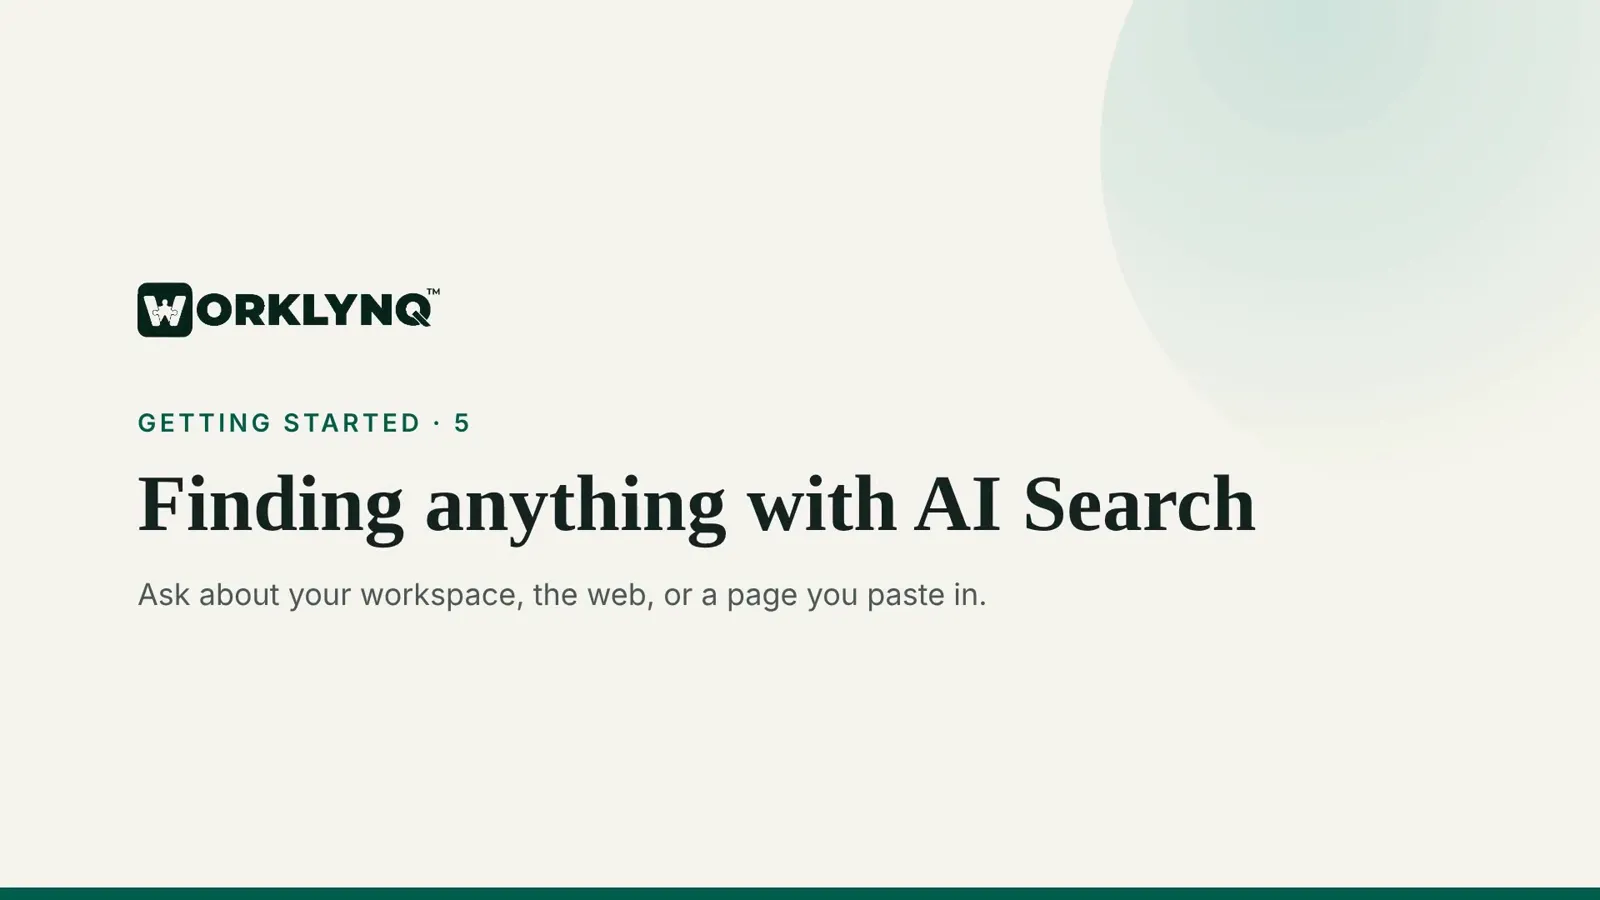 WORKLYNQ™
GETTING STARTED · 5
Finding anything with AI Search
Ask about your workspace, the web, or a page you paste in.